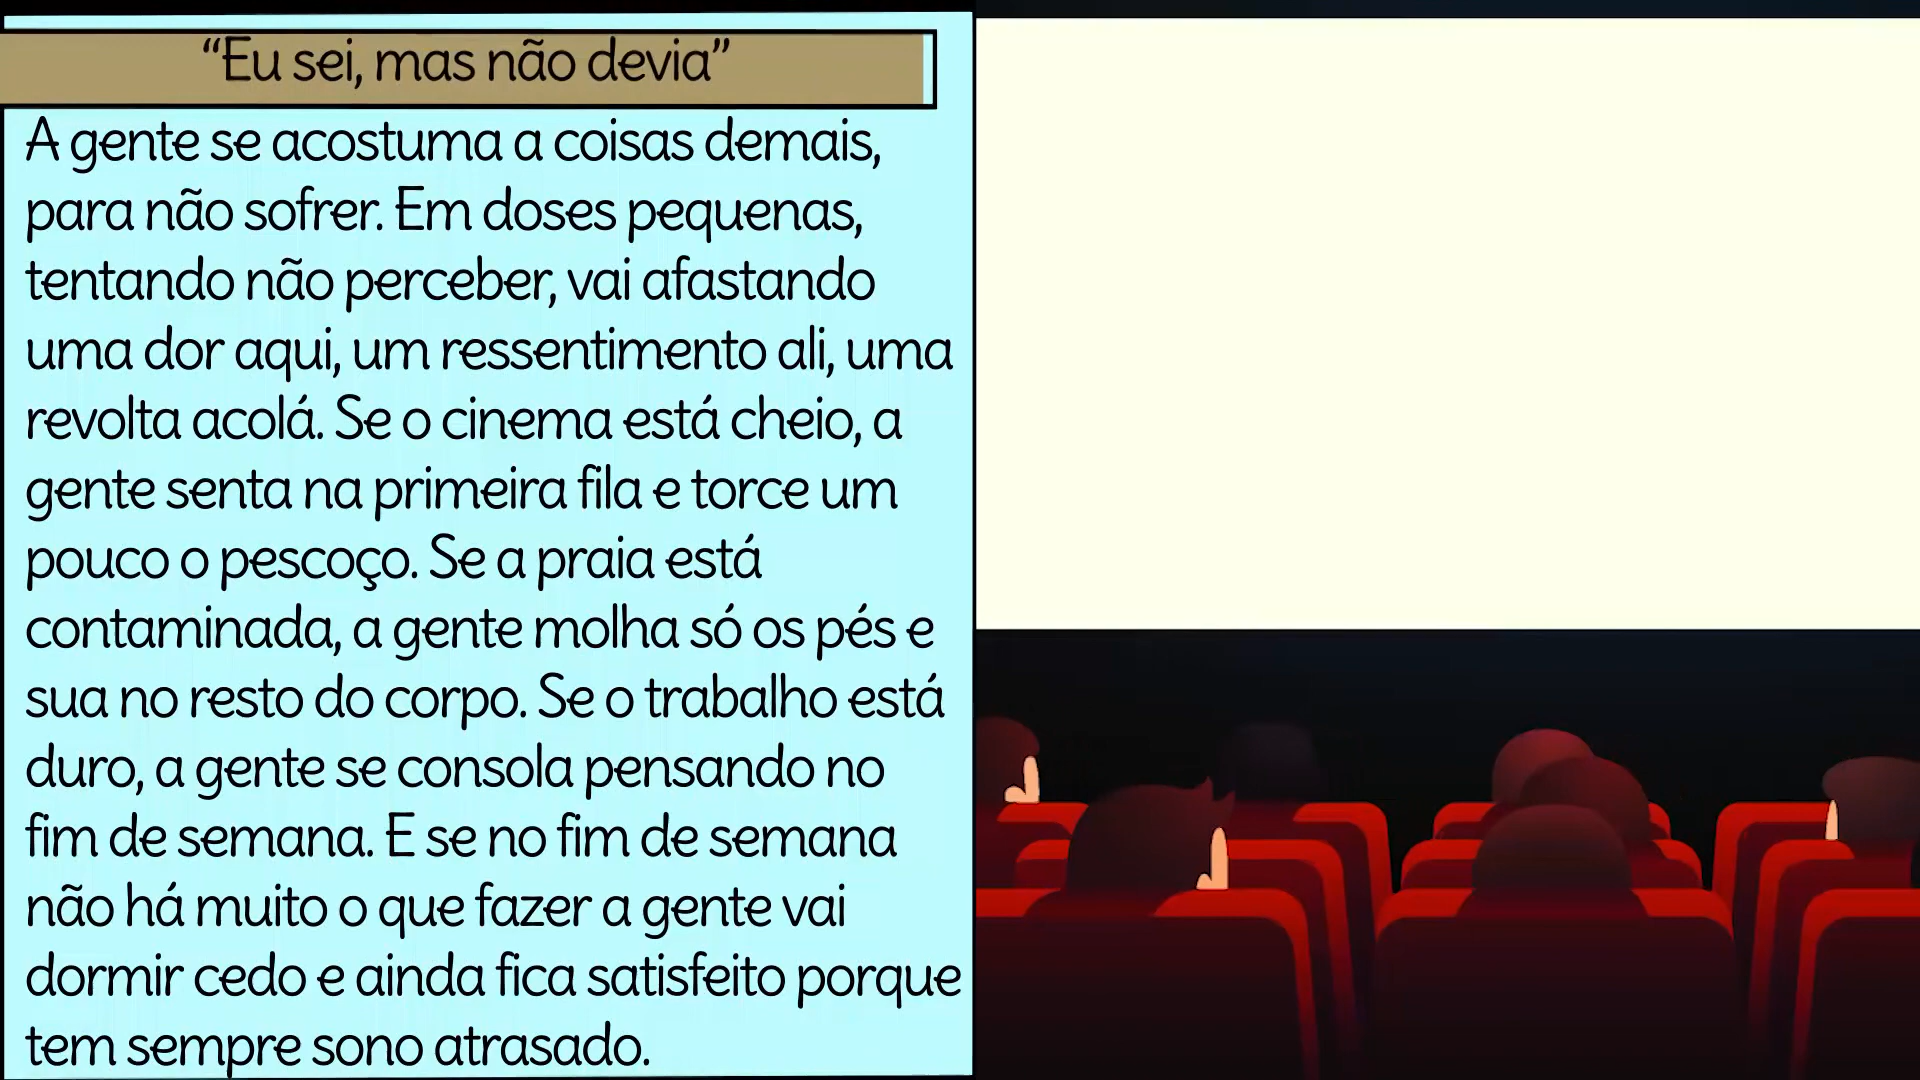 “Eu sei, mas não devia”
A gente se acostuma a coisas demais,
para não sofrer. Em doses pequenas,
tentando não perceber, vai afastando
uma dor aqui, um ressentimento ali, uma
revolta acolá. Se o cinema está cheio, a
gente senta na primeira fila e torce um
pouco o pescoço. Se a praia está
contaminada, a gente molha só os pés e
sua no resto do corpo. Se o trabalho está
duro, a gente se consola pensando no
fim de semana. E se no fim de semana
não há muito o que fazer a gente vai
dormir cedo e ainda fica satisfeito porque
tem sempre sono atrasado.